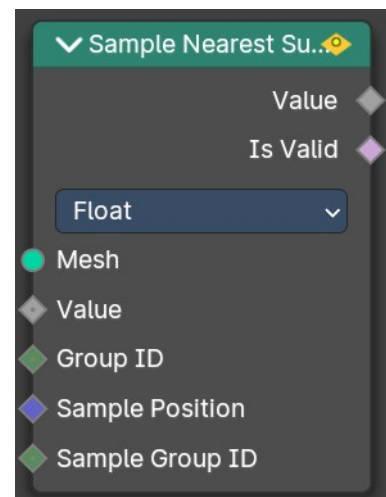 Sample Nearest Su...
Value
Is Valid
Float
Mesh
Value
Group ID
Sample Position
Sample Group ID